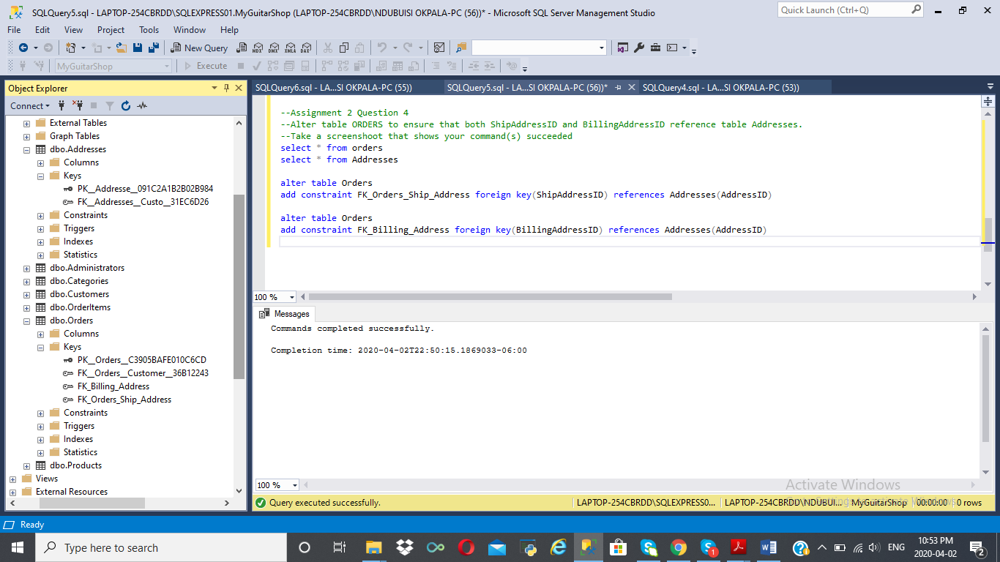 SQLQuery5.sql - LAPTOP-254CBRDD\SQLEXPRESS01.MyGuitarShop (LAPTOP-254CBRDD\NDUBUISI OKPALA-PC (56))* - Microsoft SQL Server Management Studio
Quick Launch (Ctrl+Q)
File Edit View Project Tools Window Help
New Query MDX DMX XMLA DAX
MyGuitarShop Execute
Object Explorer
Connect
External Tables
Graph Tables
dbo.Addresses
Columns
Keys
PK__Addresse__091C2A1B2B02B984
FK__Addresses__Custo__31EC6D26
Constraints
Triggers
Indexes
Statistics
dbo.Administrators
dbo.Categories
dbo.Customers
dbo.OrderItems
dbo.Orders
Columns
Keys
PK__Orders__C3905BAFE010C6CD
FK__Orders__Customer__36B12243
FK_Billing_Address
FK_Orders_Ship_Address
Constraints
Triggers
Indexes
Statistics
dbo.Products
Views
External Resources
SQLQuery6.sql - LA...SI OKPALA-PC (55)) SQLQuery5.sql - LA...SI OKPALA-PC (56))* SQLQuery4.sql - LA...SI OKPALA-PC (53))
--Assignment 2 Question 4
--Alter table ORDERS to ensure that both ShipAddressID and BillingAddressID reference table Addresses.
--Take a screenshoot that shows your command(s) succeeded
select * from orders
select * from Addresses
alter table Orders
add constraint FK_Orders_Ship_Address foreign key(ShipAddressID) references Addresses(AddressID)
alter table Orders
add constraint FK_Billing_Address foreign key(BillingAddressID) references Addresses(AddressID)
100 %
Messages
Commands completed successfully.
Completion time: 2020-04-02T22:50:15.1869033-06:00
100 %
Activate Windows
Query executed successfully. LAPTOP-254CBRDD\SQLEXPRESS0... LAPTOP-254CBRDD\NDUBUI... MyGuitarShop 00:00:00 0 rows
Ready
Type here to search
ENG
10:53 PM
2020-04-02
2
1